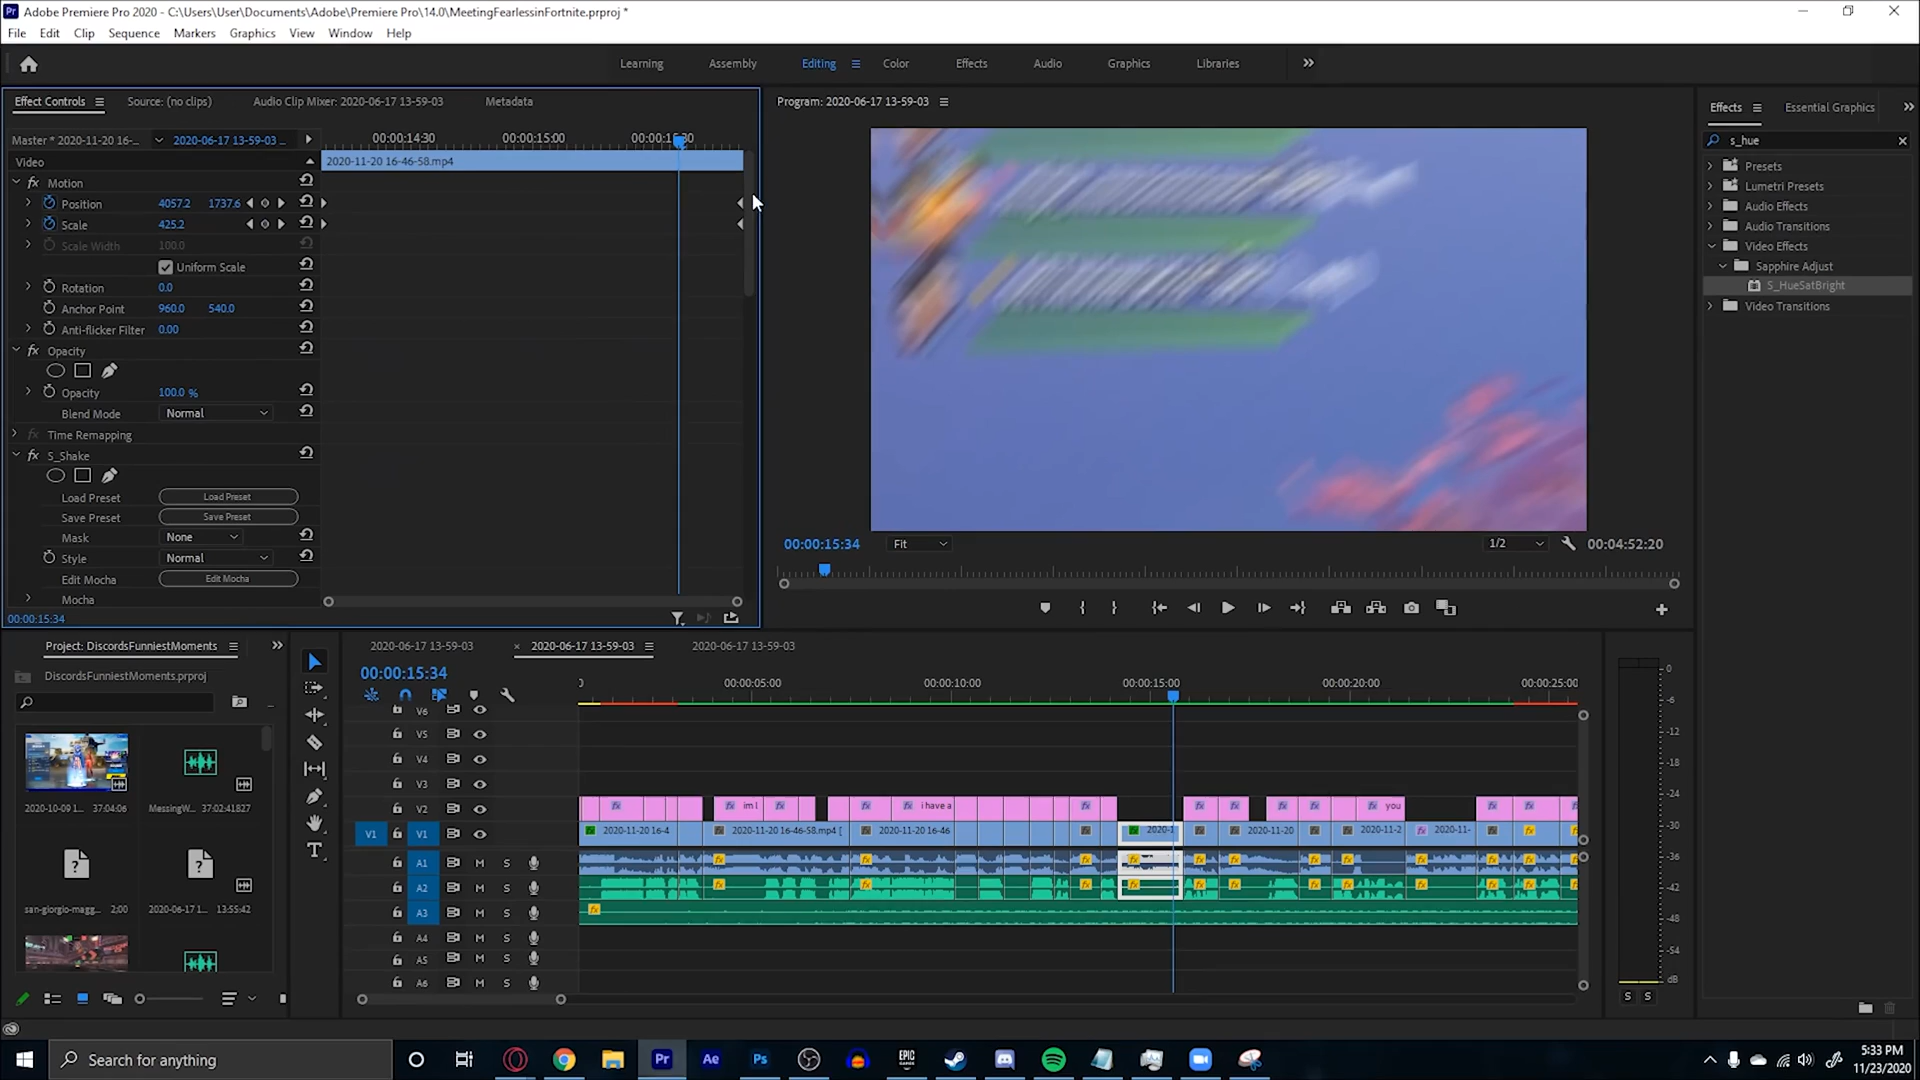 Adobe Premiere Pro 2020 - C:\Users\User\Documents\Adobe\Premiere Pro\14.0\MeetingFearlessinFortnite.prproj *
File Edit Clip Sequence Markers Graphics View Window Help
Learning Assembly Editing Color Effects Audio Graphics Libraries
Effect Controls Source: (no clips) Audio Clip Mixer: 2020-06-17 13-59-03 Metadata
Master * 2020-11-20 16-... 2020-06-17 13-59-03 ...
00:00:14:30 00:00:15:00
Video
2020-11-20 16-46-58.mp4
Motion
Position 4057.2 1737.6
Scale 425.2
Scale Width 100.0
Uniform Scale
Rotation 0.0
Anchor Point 960.0 540.0
Anti-flicker Filter 0.00
Opacity
Opacity 100.0 %
Blend Mode Normal
Time Remapping
S_Shake
Load Preset Load Preset
Save Preset Save Preset
Mask None
Style Normal
Edit Mocha Edit Mocha
Mocha
00:00:15:34
Program: 2020-06-17 13-59-03
00:00:15:34 Fit 1/2 00:04:52:20
Effects Essential Graphics
s_hue
Presets
Lumetri Presets
Audio Effects
Audio Transitions
Video Effects
Sapphire Adjust
S_HueSatBright
Video Transitions
Project: DiscordsFunniestMoments
DiscordsFunniestMoments.prproj
2020-10-09 1... 37:04:06
MessingW... 37:02:41827
san-giorgio-magg... 2;00
2020-06-17 1... 13:55:42
2020-06-17 13-59-03 2020-06-17 13-59-03 2020-06-17 13-59-03
00:00:15:34
00:00:05:00 00:00:10:00 00:00:15:00 00:00:20:00 00:00:25:00
V6
V5
V4
V3
V2 im l i have a you
V1 V1 2020-11-20 16-4 2020-11-20 16-46-58.mp4 [ 2020-11-20 16-46 2020-1 2020-11-20 2020-11-2 2020-11-
A1 M S
A2 M S
A3 M S
A4 M S
A5 M S
A6 M S
0
-6
-12
-18
-24
-30
-36
-42
-48
-54
dB
S S
Search for anything
Pr Ae Ps EPIC GAMES
5:33 PM
11/23/2020